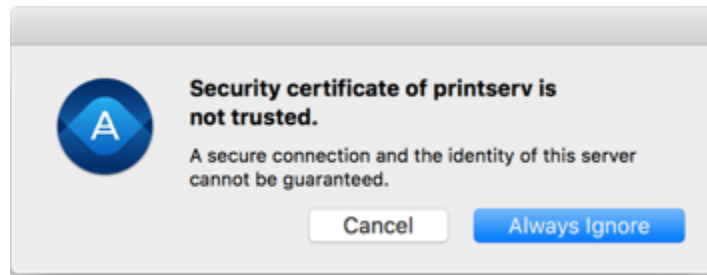 Security certificate of printserv is
not trusted.
A secure connection and the identity of this server
cannot be guaranteed.
Cancel
Always Ignore